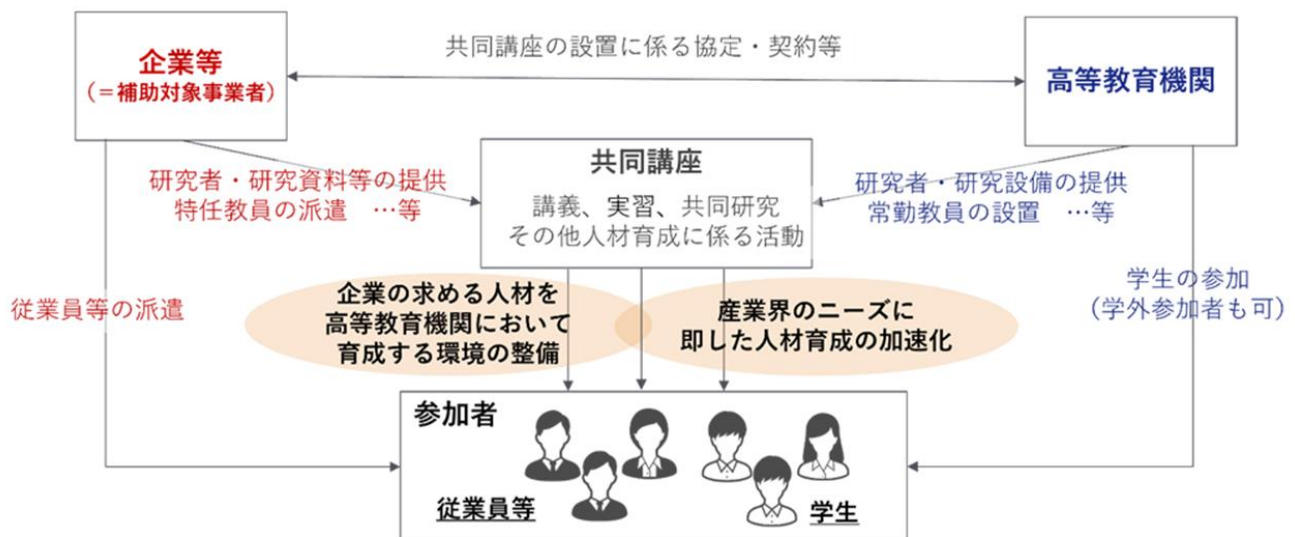 共同講座の設置に係る協定・契約等
企業等
(=補助対象事業者)
高等教育機関
共同講座
講義、実習、共同研究
その他人材育成に係る活動
研究者・研究資料等の提供
特任教員の派遣 …等
研究者・研究設備の提供
常勤教員の設置 …等
従業員等の派遣
企業の求める人材を
高等教育機関において
育成する環境の整備
産業界のニーズに
即した人材育成の加速化
学生の参加
(学外参加者も可)
参加者
従業員等
学生